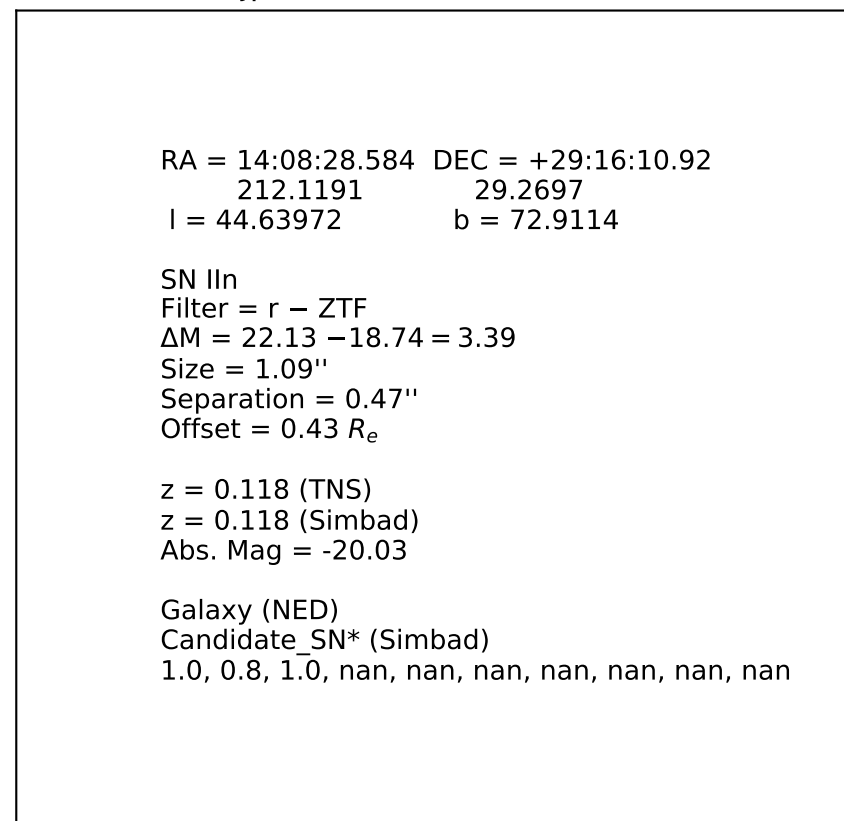 RA = 14:08:28.584 DEC = +29:16:10.92
212.1191 29.2697
l = 44.63972 b = 72.9114
SN IIn
Filter = r − ZTF
ΔM = 22.13 −18.74 = 3.39
Size = 1.09''
Separation = 0.47''
Offset = 0.43 Rₑ
z = 0.118 (TNS)
z = 0.118 (Simbad)
Abs. Mag = -20.03
Galaxy (NED)
Candidate_SN* (Simbad)
1.0, 0.8, 1.0, nan, nan, nan, nan, nan, nan, nan